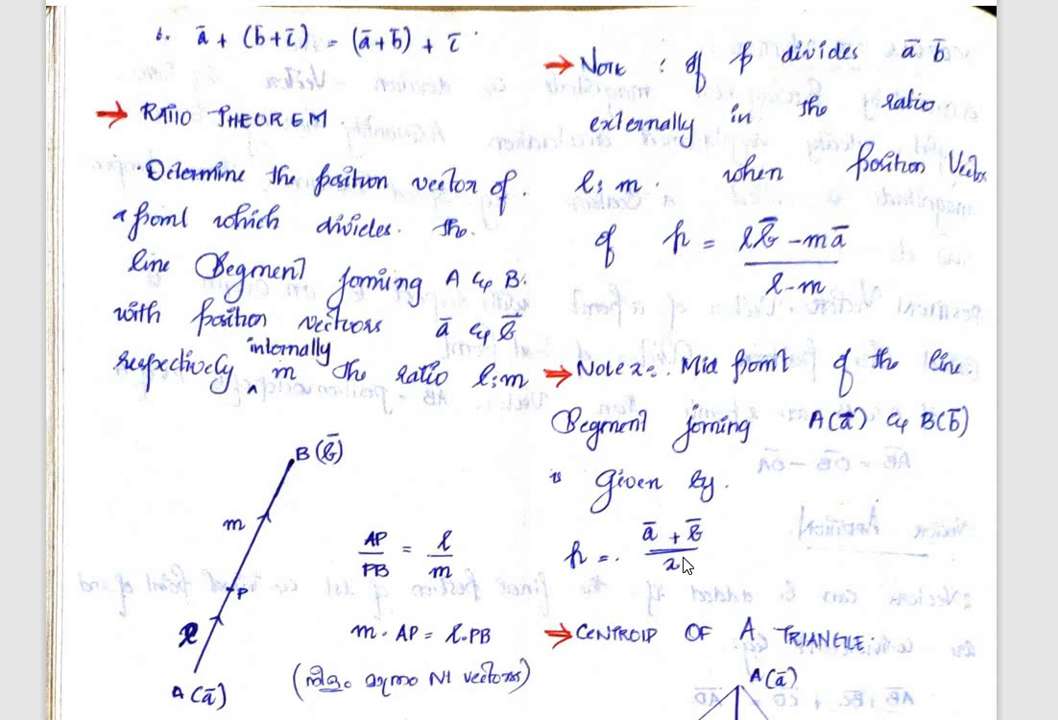 6. ā + (b̄+c̄) = (ā+b̄) + c̄
→ RATIO THEOREM
Determine the position vector of
a point which divides the
line Segment joining A & B
with position vectors ā & b̄
respectively internally in the ratio l:m
B (b̄)
m
P
l
A (ā)
AP/PB = l/m
m · AP = l · PB
→ NOTE : If p divides ā b̄
externally in the ratio
l : m . when position Vector
of p = (l b̄ - m ā)/(l-m)
→ Note 2 : Mid point of the line
Segment joining A(ā) & B(b̄)
is Given by
p = (ā + b̄)/2
→ CENTROID OF A TRIANGLE
A(ā)